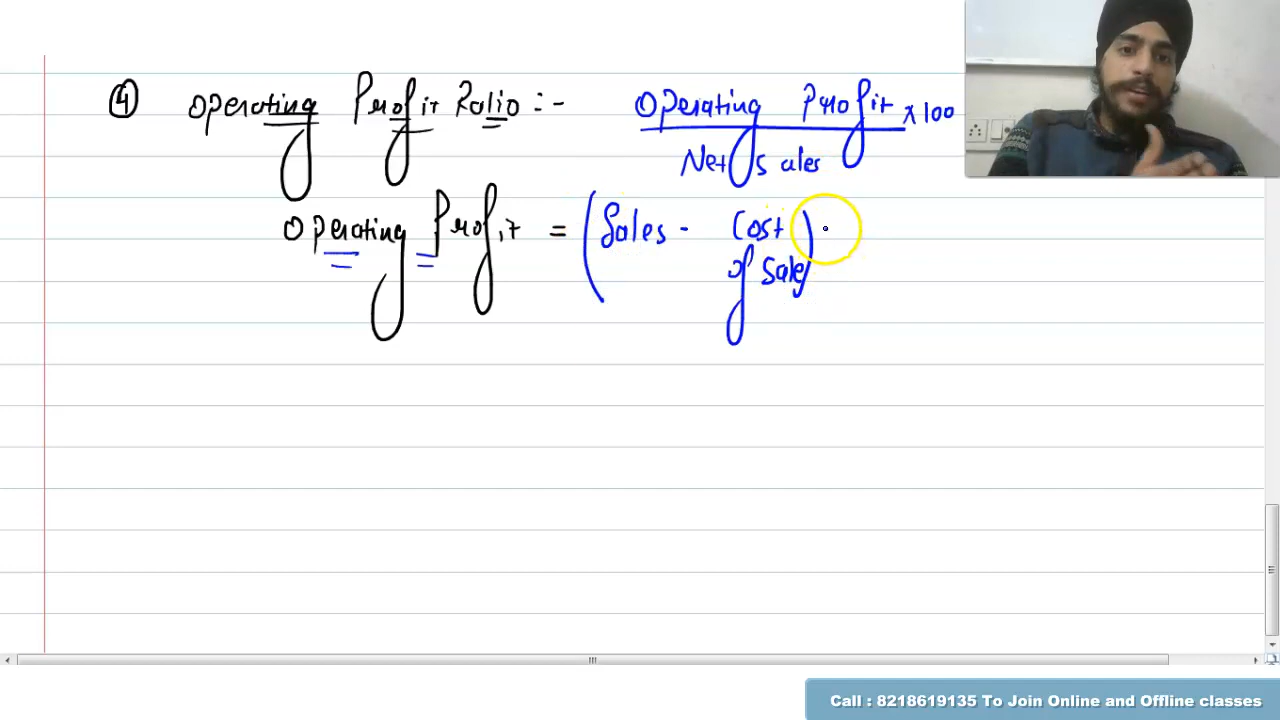 4 Operating Profit Ratio :- Operating Profit x 100
Net Sales
Operating Profit = (Sales - Cost of Sale)
Call : 8218619135 To Join Online and Offline classes